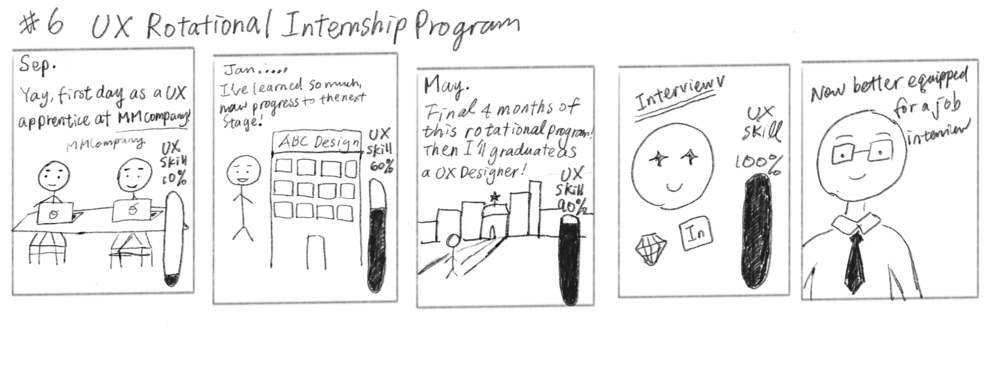 #6 UX Rotational Internship Program
Sep.
Yay, first day as a UX
apprentice at MMcompany!
MMCompany
UX
Skill
10%
Jan.....
I've learned so much,
now progress to the next
stage!
ABC Design
UX
Skill
60%
May.
Final 4 months of
this rotational program!
Then I'll graduate as
a UX Designer!
UX
Skill
90%
Interview
UX
Skill
100%
In
Now better equipped
for a job
interview